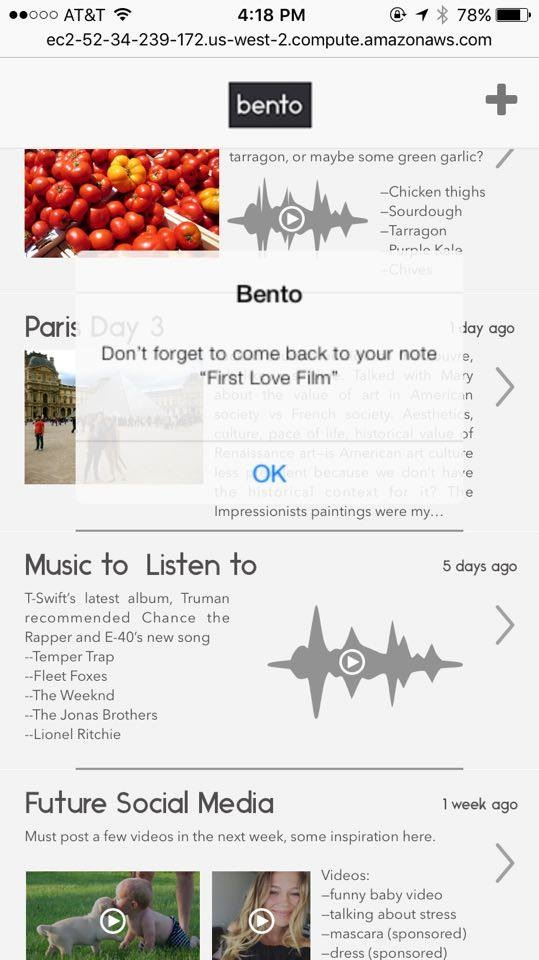 AT&T 4:18 PM 78%
ec2-52-34-239-172.us-west-2.compute.amazonaws.com
bento
tarragon, or maybe some green garlic?
–Chicken thighs
–Sourdough
–Tarragon
–Purple Kale
–Chives
Bento
Don't forget to come back to your note
“First Love Film”
OK
Paris Day 3
1 day ago
Talked with Mary
about the value of art in American
society vs French society. Aesthetics,
culture, pace of life, historical value of
Renaissance art–is American art culture
less because we don't have
the historical context for it? The
Impressionists paintings were my...
Music to Listen to
5 days ago
T-Swift's latest album, Truman
recommended Chance the
Rapper and E-40's new song
--Temper Trap
--Fleet Foxes
--The Weeknd
--The Jonas Brothers
--Lionel Ritchie
Future Social Media
1 week ago
Must post a few videos in the next week, some inspiration here.
Videos:
–funny baby video
–talking about stress
–mascara (sponsored)
–dress (sponsored)